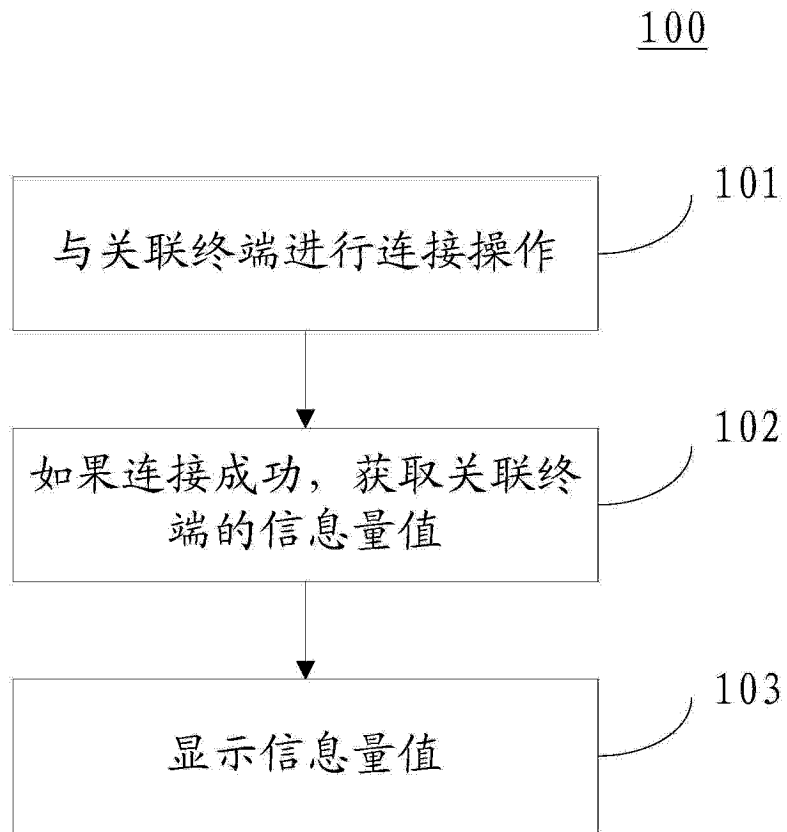 100
101
与关联终端进行连接操作
102
如果连接成功，获取关联终
端的信息量值
103
显示信息量值